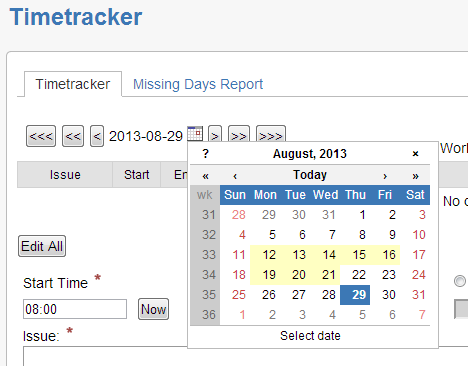 Timetracker
Timetracker Missing Days Report
<<< << < 2013-08-29 > >> >>>
? August, 2013 ×
« ‹ Today › »
wk Sun Mon Tue Wed Thu Fri Sat
31 28 29 30 31 1 2 3
32 4 5 6 7 8 9 10
33 11 12 13 14 15 16 17
34 18 19 20 21 22 23 24
35 25 26 27 28 29 30 31
36 1 2 3 4 5 6 7
Select date
Issue Start
Edit All
Start Time *
08:00 Now
Issue: *